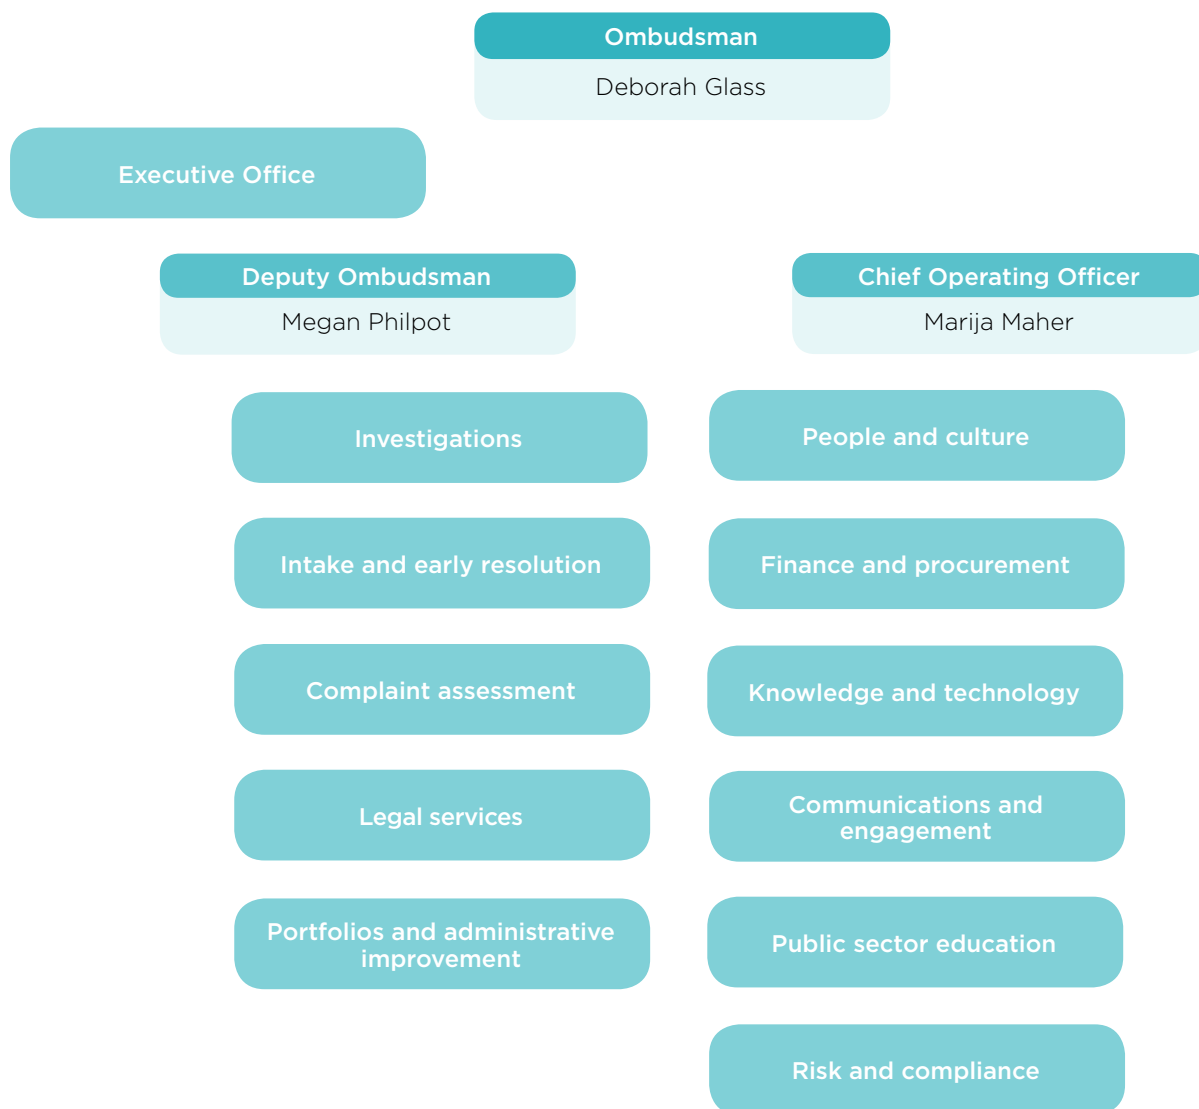 Ombudsman
Deborah Glass
Executive Office
Deputy Ombudsman
Megan Philpot
Chief Operating Officer
Marija Maher
Investigations
Intake and early resolution
Complaint assessment
Legal services
Portfolios and administrative
improvement
People and culture
Finance and procurement
Knowledge and technology
Communications and
engagement
Public sector education
Risk and compliance